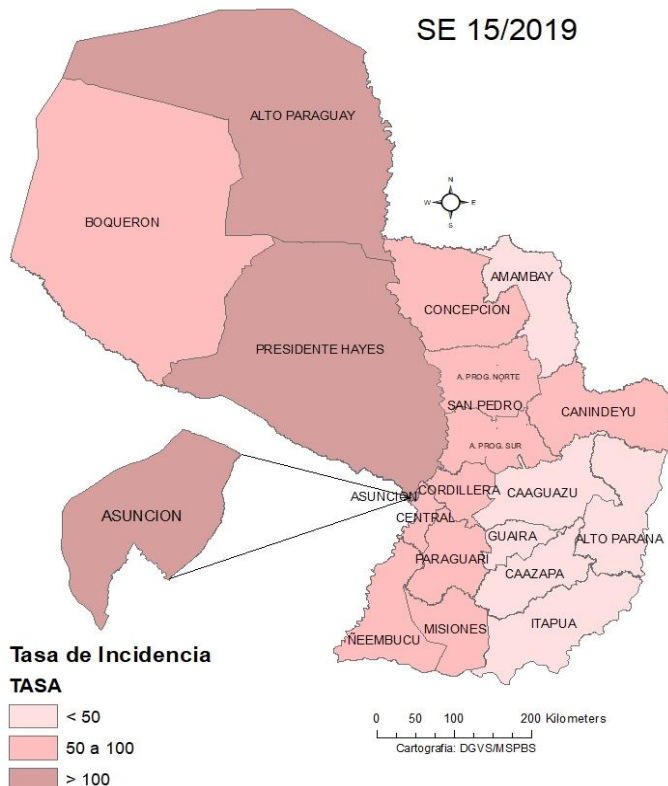 SE 15/2019
ALTO PARAGUAY
N
W
E
S
BOQUERON
AMAMBAY
CONCEPCION
PRESIDENTE HAYES
A. PROG. NORTE
SAN PEDRO
CANINDEYU
A. PROG. SUR
ASUNCION
CORDILLERA
CAAGUAZU
ASUNCION
CENTRAL
GUAIRA
ALTO PARANA
PARAGUARI
CAAZAPA
ITAPUA
ÑEEMBUCU
MISIONES
Tasa de Incidencia
TASA
< 50
50 a 100
> 100
0 50 100 200 Kilometers
Cartografia: DGVS/MSPBS